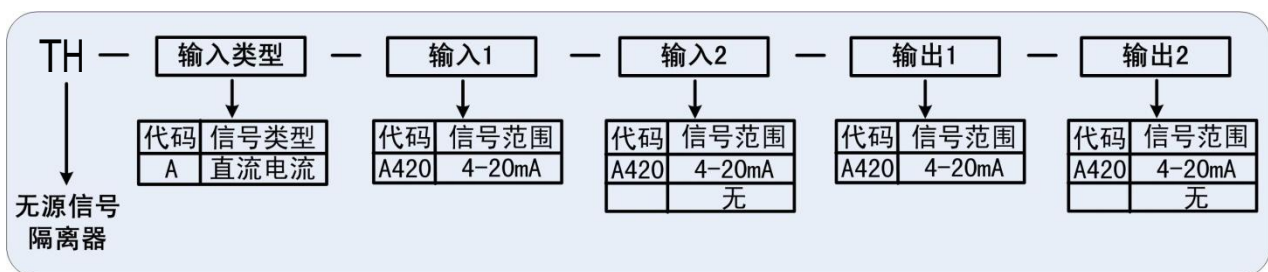 TH — 输入类型 — 输入1 — 输入2 — 输出1 — 输出2
代码 信号类型
A 直流电流
代码 信号范围
A420 4-20mA
代码 信号范围
A420 4-20mA
无
代码 信号范围
A420 4-20mA
代码 信号范围
A420 4-20mA
无
无源信号
隔离器